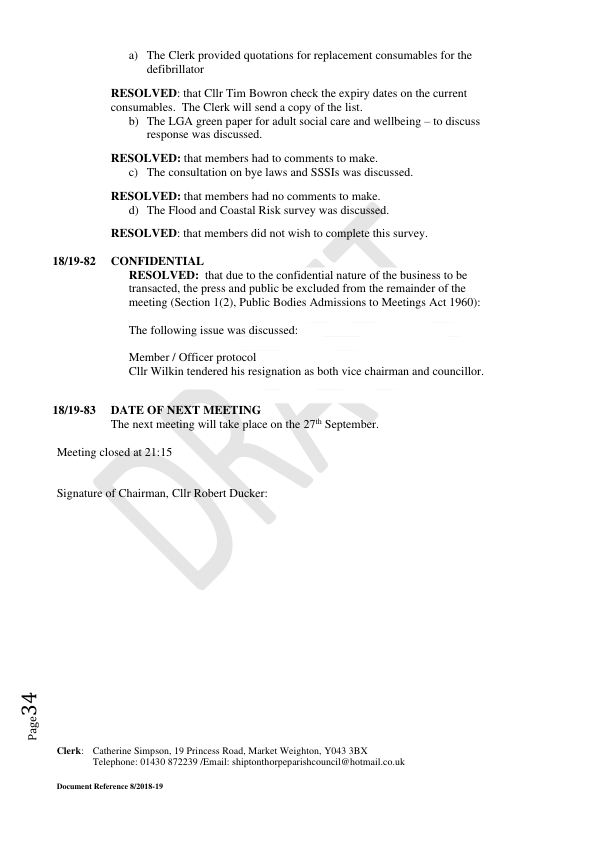 a) The Clerk provided quotations for replacement consumables for the
defibrillator
RESOLVED: that Cllr Tim Bowron check the expiry dates on the current
consumables. The Clerk will send a copy of the list.
b) The LGA green paper for adult social care and wellbeing – to discuss
response was discussed.
RESOLVED: that members had to comments to make.
c) The consultation on bye laws and SSSIs was discussed.
RESOLVED: that members had no comments to make.
d) The Flood and Coastal Risk survey was discussed.
RESOLVED: that members did not wish to complete this survey.
18/19-82 CONFIDENTIAL
RESOLVED: that due to the confidential nature of the business to be
transacted, the press and public be excluded from the remainder of the
meeting (Section 1(2), Public Bodies Admissions to Meetings Act 1960):
The following issue was discussed:
Member / Officer protocol
Cllr Wilkin tendered his resignation as both vice chairman and councillor.
18/19-83 DATE OF NEXT MEETING
The next meeting will take place on the 27th September.
Meeting closed at 21:15
Signature of Chairman, Cllr Robert Ducker:
DRAFT
Page34
Clerk: Catherine Simpson, 19 Princess Road, Market Weighton, Y043 3BX
Telephone: 01430 872239 /Email: shiptonthorpeparishcouncil@hotmail.co.uk
Document Reference 8/2018-19